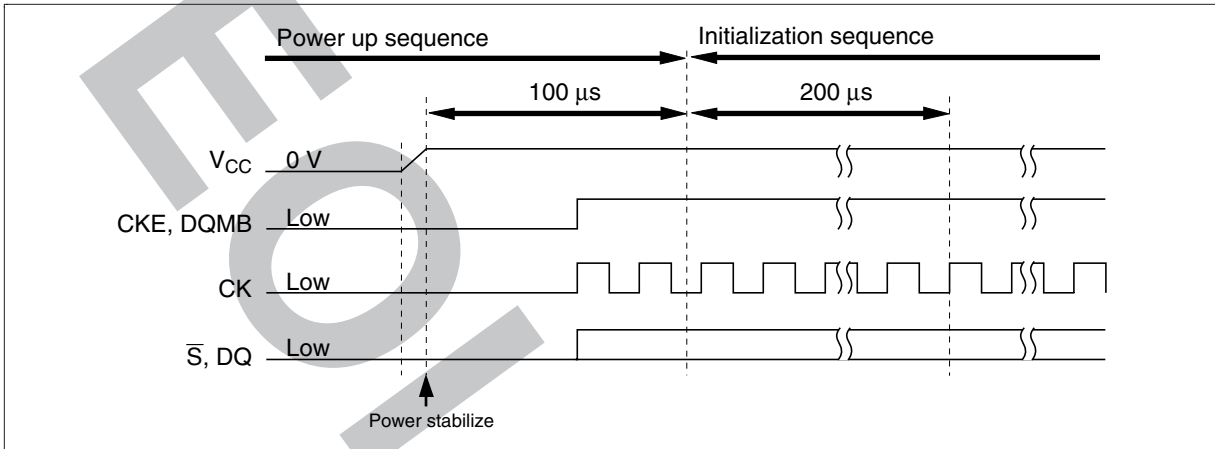 Power up sequence
Initialization sequence
100 μs
200 μs
VCC 0 V
CKE, DQMB Low
CK Low
S̅, DQ Low
Power stabilize
EOL